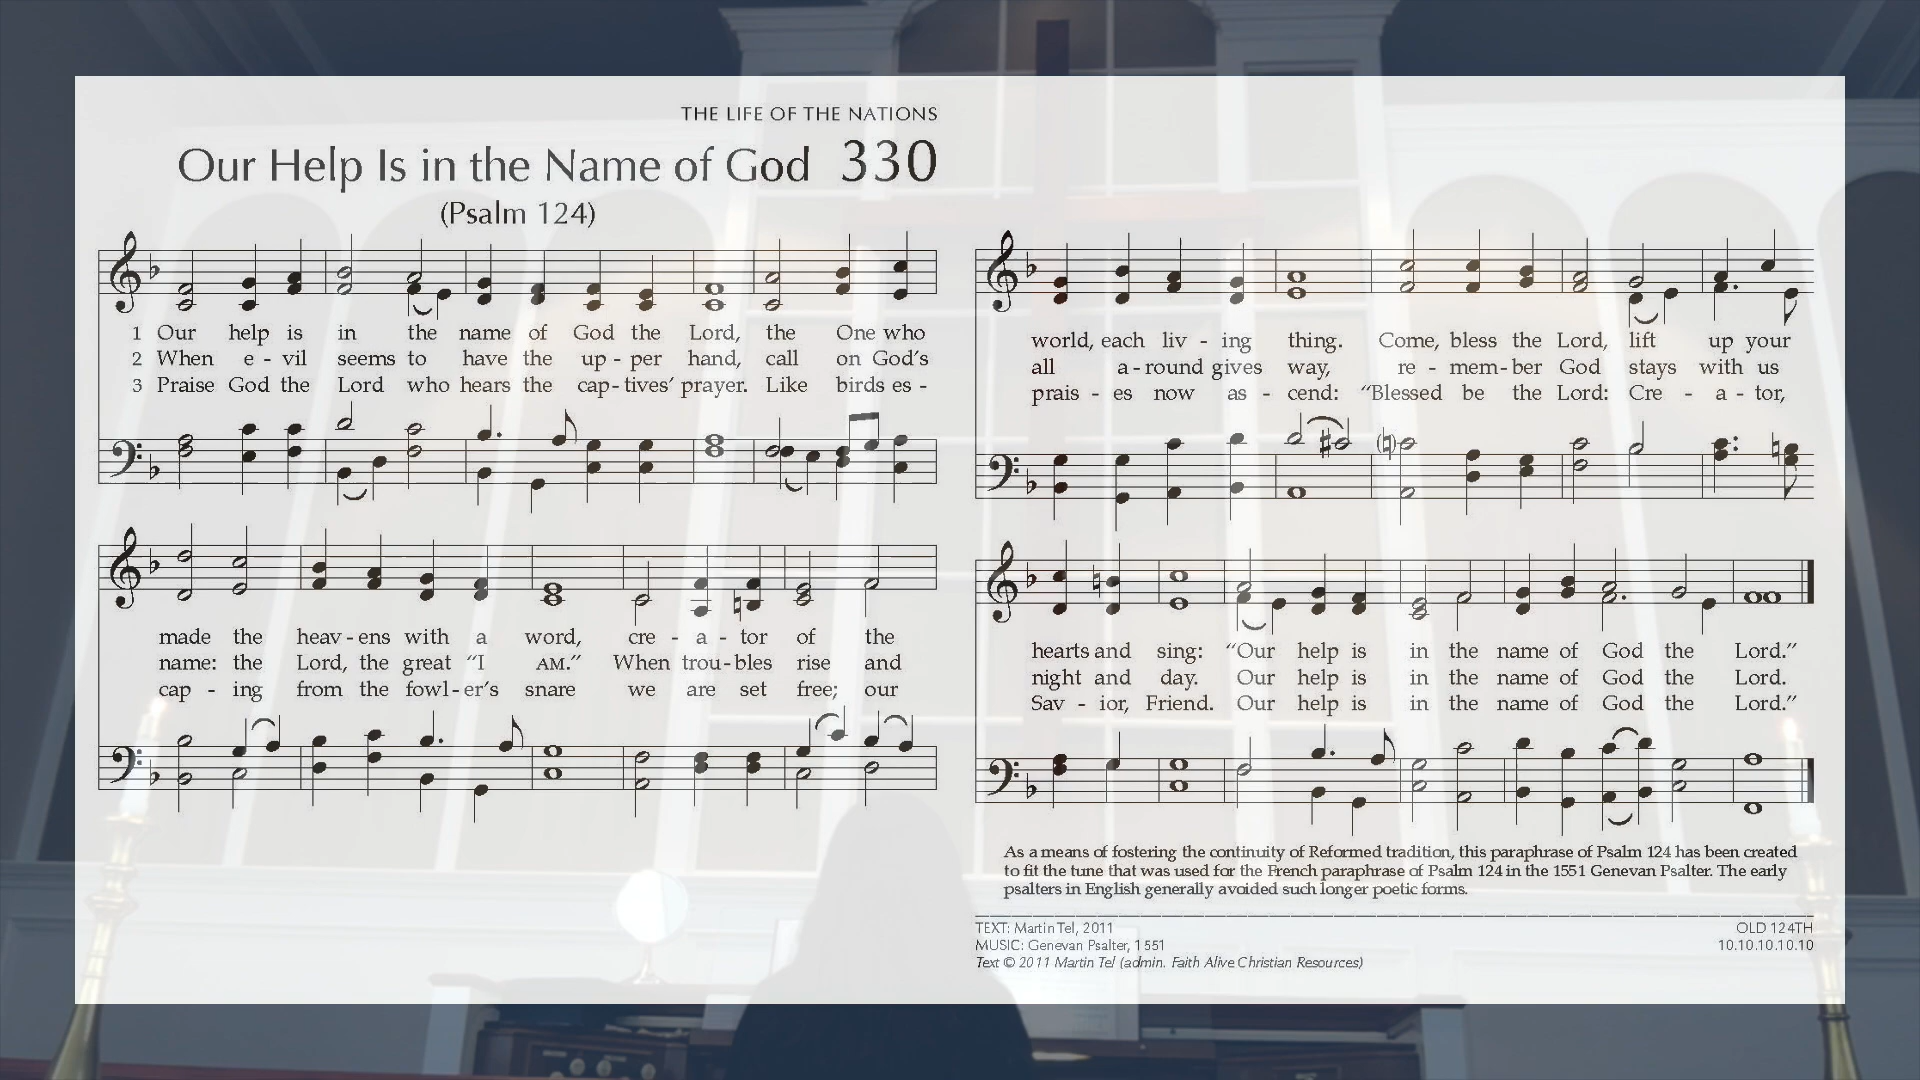 THE LIFE OF THE NATIONS
Our Help Is in the Name of God 330
(Psalm 124)
1 Our help is in the name of God the Lord, the One who
2 When e - vil seems to have the up - per hand, call on God's
3 Praise God the Lord who hears the cap - tives' prayer. Like birds es -
made the heav - ens with a word, cre - a - tor of the
name: the Lord, the great "I AM." When trou - bles rise and
cap - ing from the fowl - er's snare we are set free; our
world, each liv - ing thing. Come, bless the Lord, lift up your
all a - round gives way, re - mem - ber God stays with us
prais - es now as - cend: "Blessed be the Lord: Cre - a - tor,
hearts and sing: "Our help is in the name of God the Lord."
night and day. Our help is in the name of God the Lord.
Sav - ior, Friend. Our help is in the name of God the Lord."
As a means of fostering the continuity of Reformed tradition, this paraphrase of Psalm 124 has been created
to fit the tune that was used for the French paraphrase of Psalm 124 in the 1551 Genevan Psalter. The early
psalters in English generally avoided such longer poetic forms.
TEXT: Martin Tel, 2011
MUSIC: Genevan Psalter, 1551
Text © 2011 Martin Tel (admin. Faith Alive Christian Resources)
OLD 124TH
10.10.10.10.10